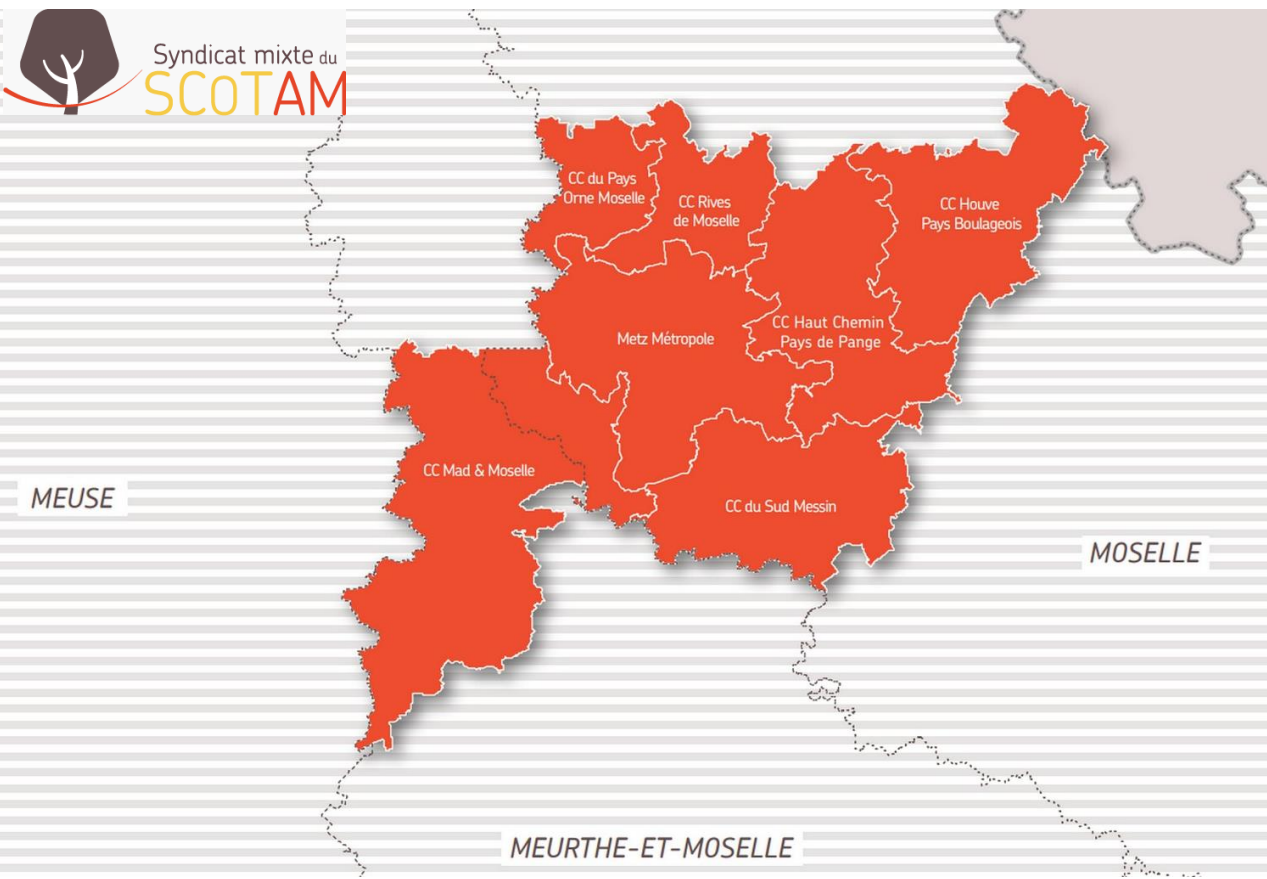 Syndicat mixte du
SCOTAM
CC du Pays
Orne Moselle
CC Rives
de Moselle
CC Houve
Pays Boulageois
Metz Métropole
CC Haut Chemin
Pays de Pange
CC Mad & Moselle
CC du Sud Messin
MEUSE
MOSELLE
MEURTHE-ET-MOSELLE